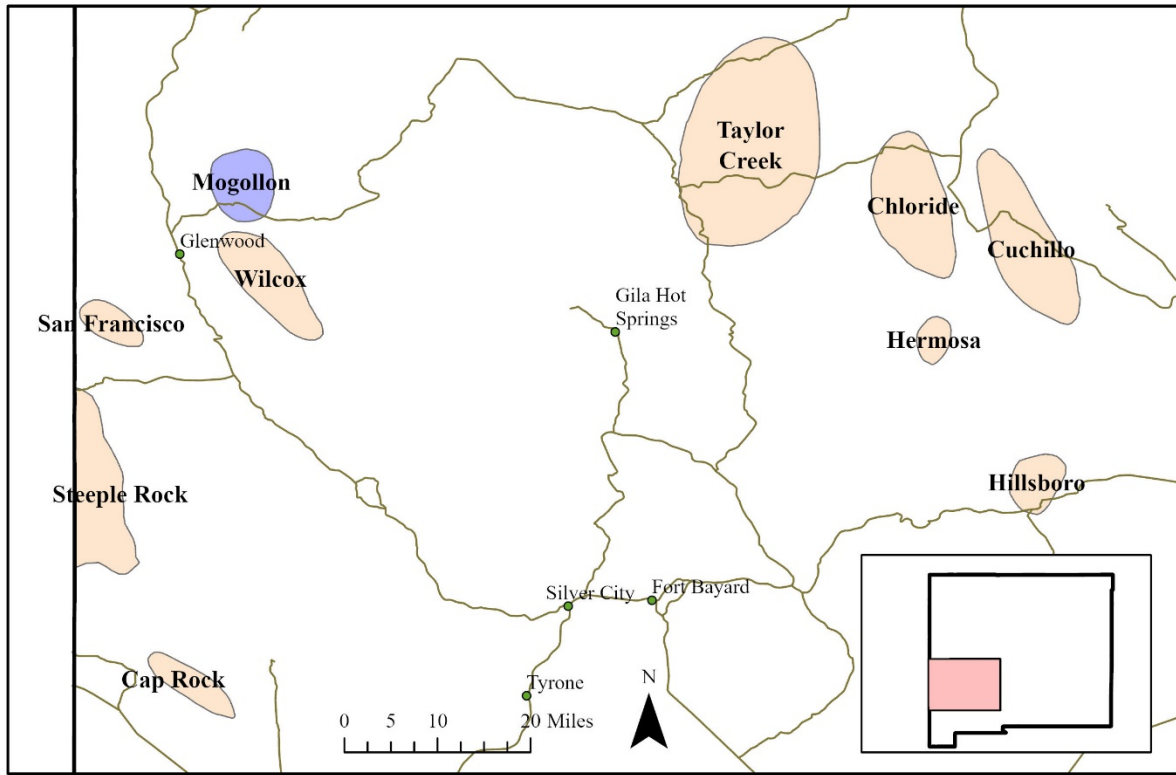 Taylor
Creek
Mogollon
Chloride
Glenwood
Cuchillo
Wilcox
Gila Hot
Springs
San Francisco
Hermosa
Hillsboro
Steeple Rock
Silver City
Fort Bayard
Cap Rock
Tyrone
N
0 5 10 20 Miles